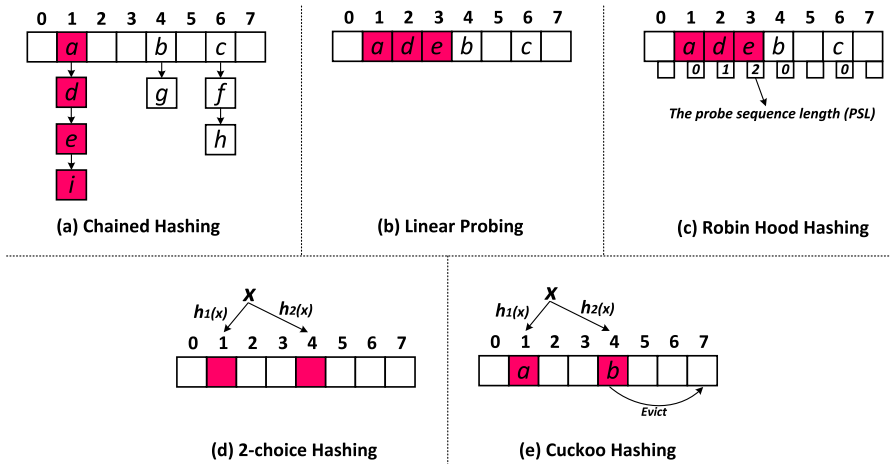 0 1 2 3 4 5 6 7
a b c
d g f
e h
i
(a) Chained Hashing
0 1 2 3 4 5 6 7
a d e b c
(b) Linear Probing
0 1 2 3 4 5 6 7
a d e b c
0 1 2 0 0
The probe sequence length (PSL)
(c) Robin Hood Hashing
x
h1(x) h2(x)
0 1 2 3 4 5 6 7
(d) 2-choice Hashing
x
h1(x) h2(x)
0 1 2 3 4 5 6 7
a b
Evict
(e) Cuckoo Hashing